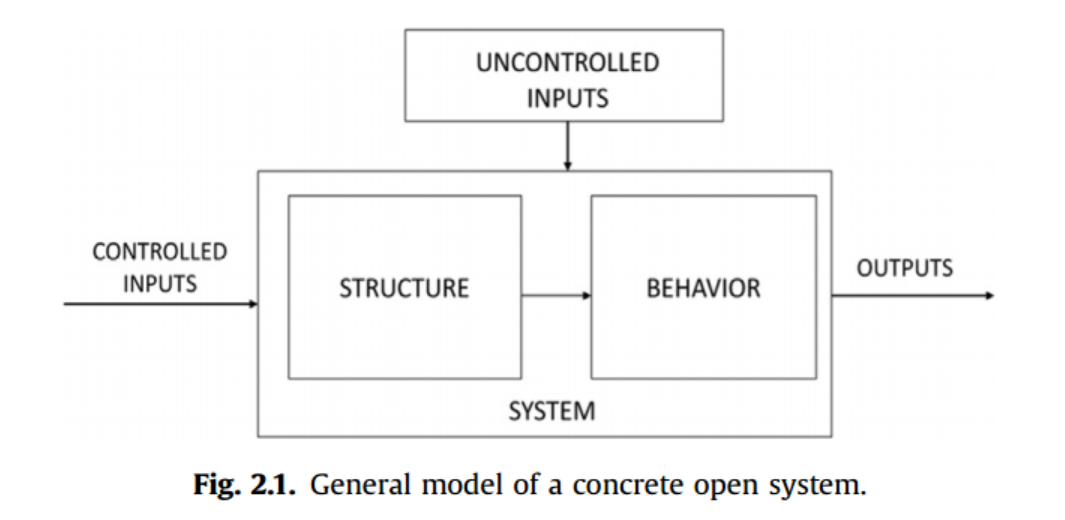 UNCONTROLLED
INPUTS
CONTROLLED
INPUTS
STRUCTURE
BEHAVIOR
OUTPUTS
SYSTEM
Fig. 2.1. General model of a concrete open system.